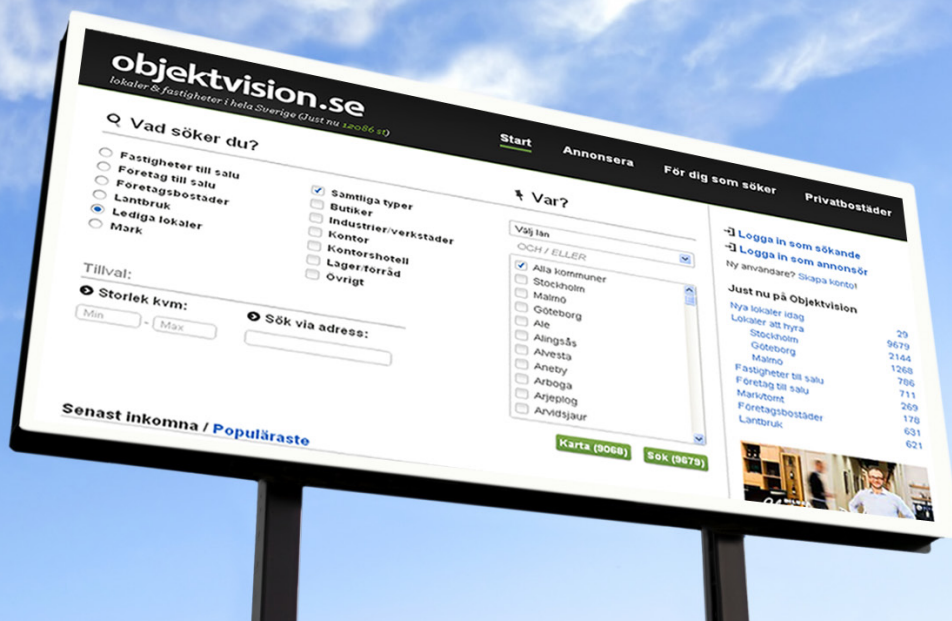 objektvision.se
lokaler & fastigheter i hela Sverige (Just nu 12086 st)
Start
Annonsera
För dig som söker
Privatbostäder
Vad söker du?
Fastigheter till salu
Företag till salu
Företagsbostäder
Lantbruk
Lediga lokaler
Mark
Samtliga typer
Butiker
Industrier/verkstäder
Kontor
Kontorshotell
Lager/förråd
Övrigt
Tillval:
Storlek kvm:
Min - Max
Sök via adress:
Var?
Välj län
OCH / ELLER
Alla kommuner
Stockholm
Malmö
Göteborg
Ale
Alingsås
Alvesta
Aneby
Arboga
Arjeplog
Arvidsjaur
Karta (9068)
Sök (9679)
Logga in som sökande
Logga in som annonsör
Ny användare? Skapa konto!
Just nu på Objektvision
Nya lokaler idag 29
Lokaler att hyra 9679
Stockholm 2144
Göteborg 1268
Malmö 786
Fastigheter till salu 711
Företag till salu 269
Mark/tomt 178
Företagsbostäder 631
Lantbruk 621
Senast inkomna / Populäraste